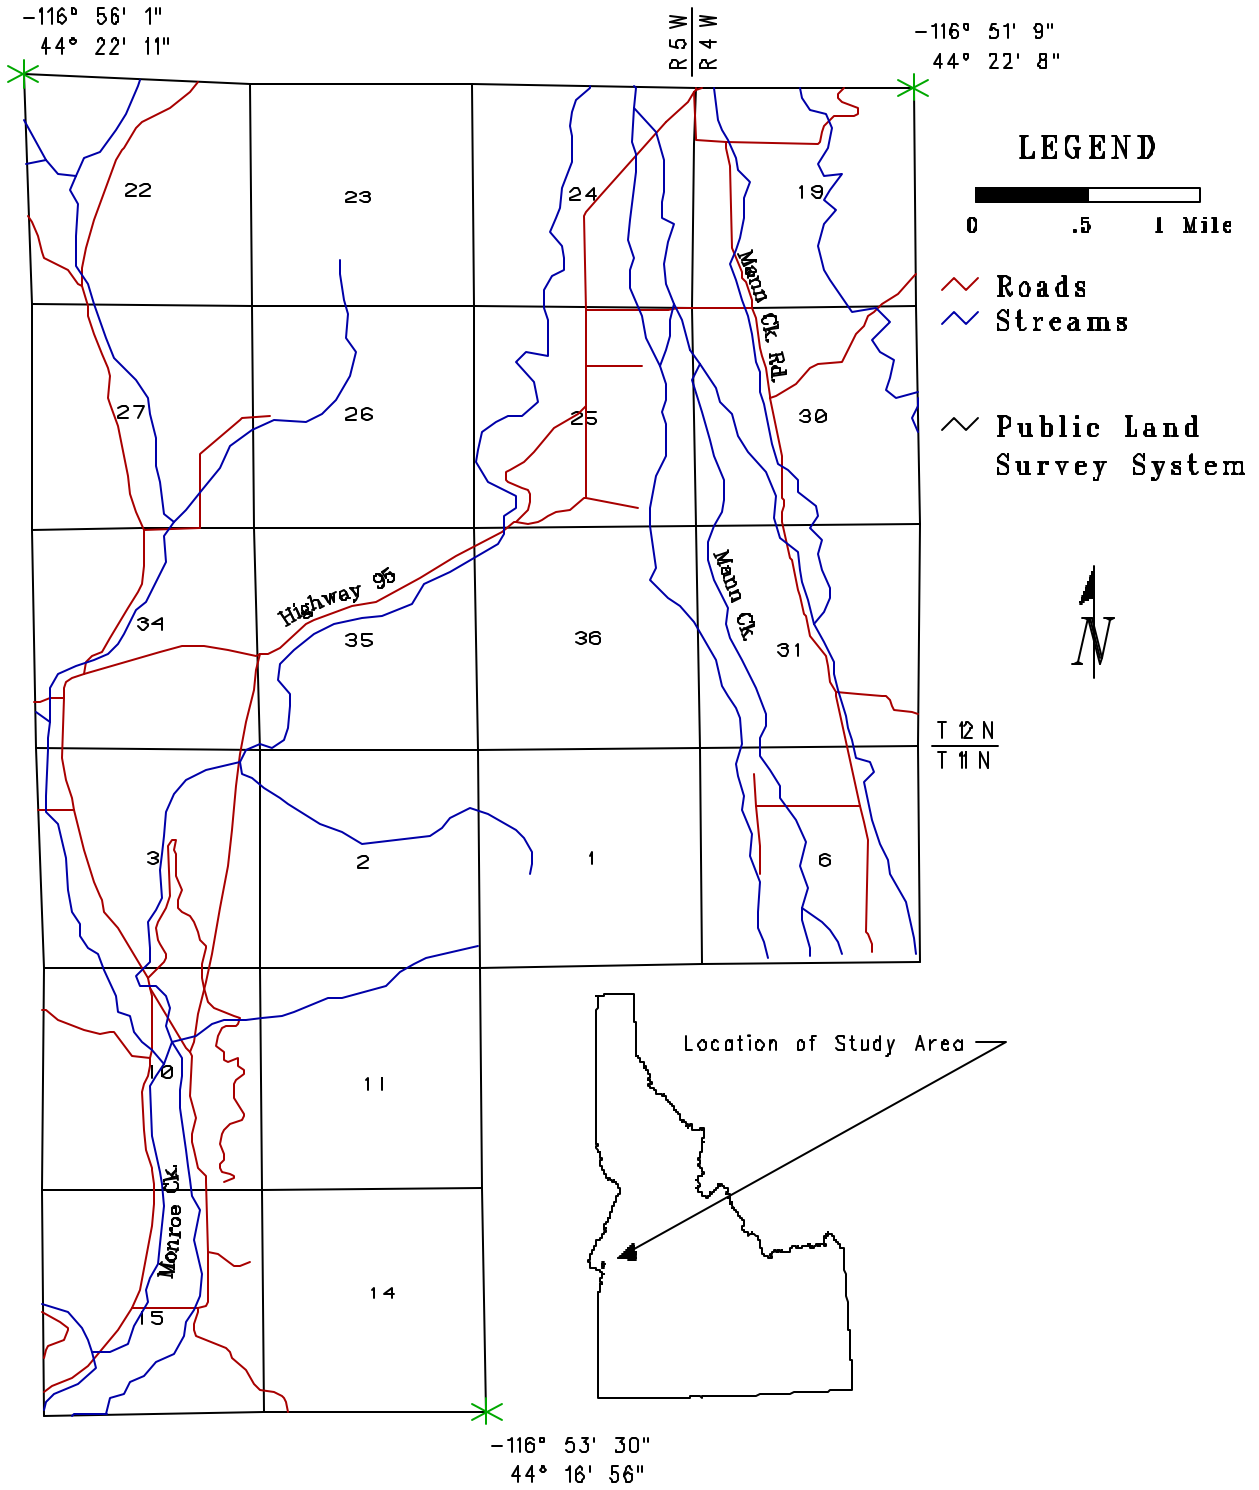 -116° 56' 1"
44° 22' 11"
R 5 W
R 4 W
-116° 51' 9"
44° 22' 8"
LEGEND
0 .5 1 Mile
Roads
Streams
Public Land
Survey System
N
22
23
24
19
Mann Ck. Rd.
27
26
25
30
34
Highway 95
35
36
Mann Ck.
31
T 12 N
T 11 N
3
2
1
6
10
11
Monroe Ck.
15
14
Location of Study Area
-116° 53' 30"
44° 16' 56"